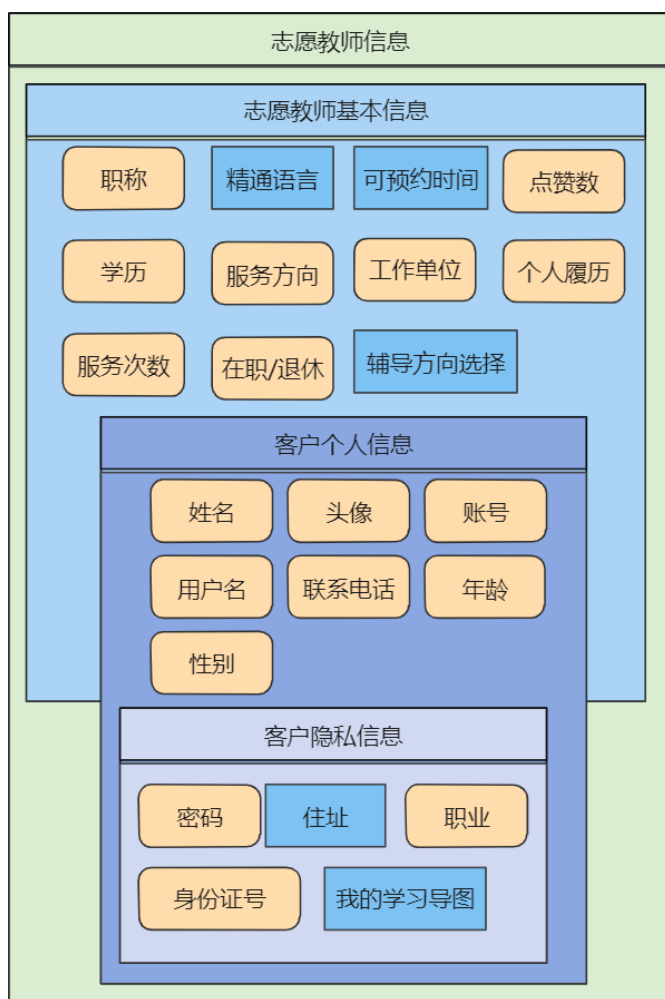 志愿教师信息
志愿教师基本信息
职称 精通语言 可预约时间 点赞数
学历 服务方向 工作单位 个人履历
服务次数 在职/退休 辅导方向选择
客户个人信息
姓名 头像 账号
用户名 联系电话 年龄
性别
客户隐私信息
密码 住址 职业
身份证号 我的学习导图